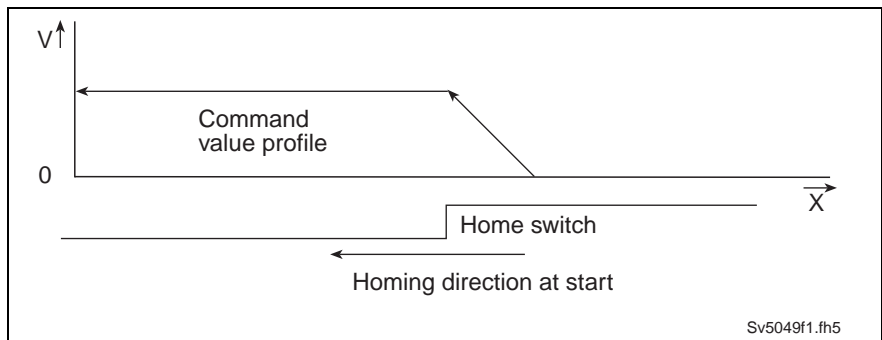 V
Command
value profile
0
X
Home switch
Homing direction at start
Sv5049f1.fh5